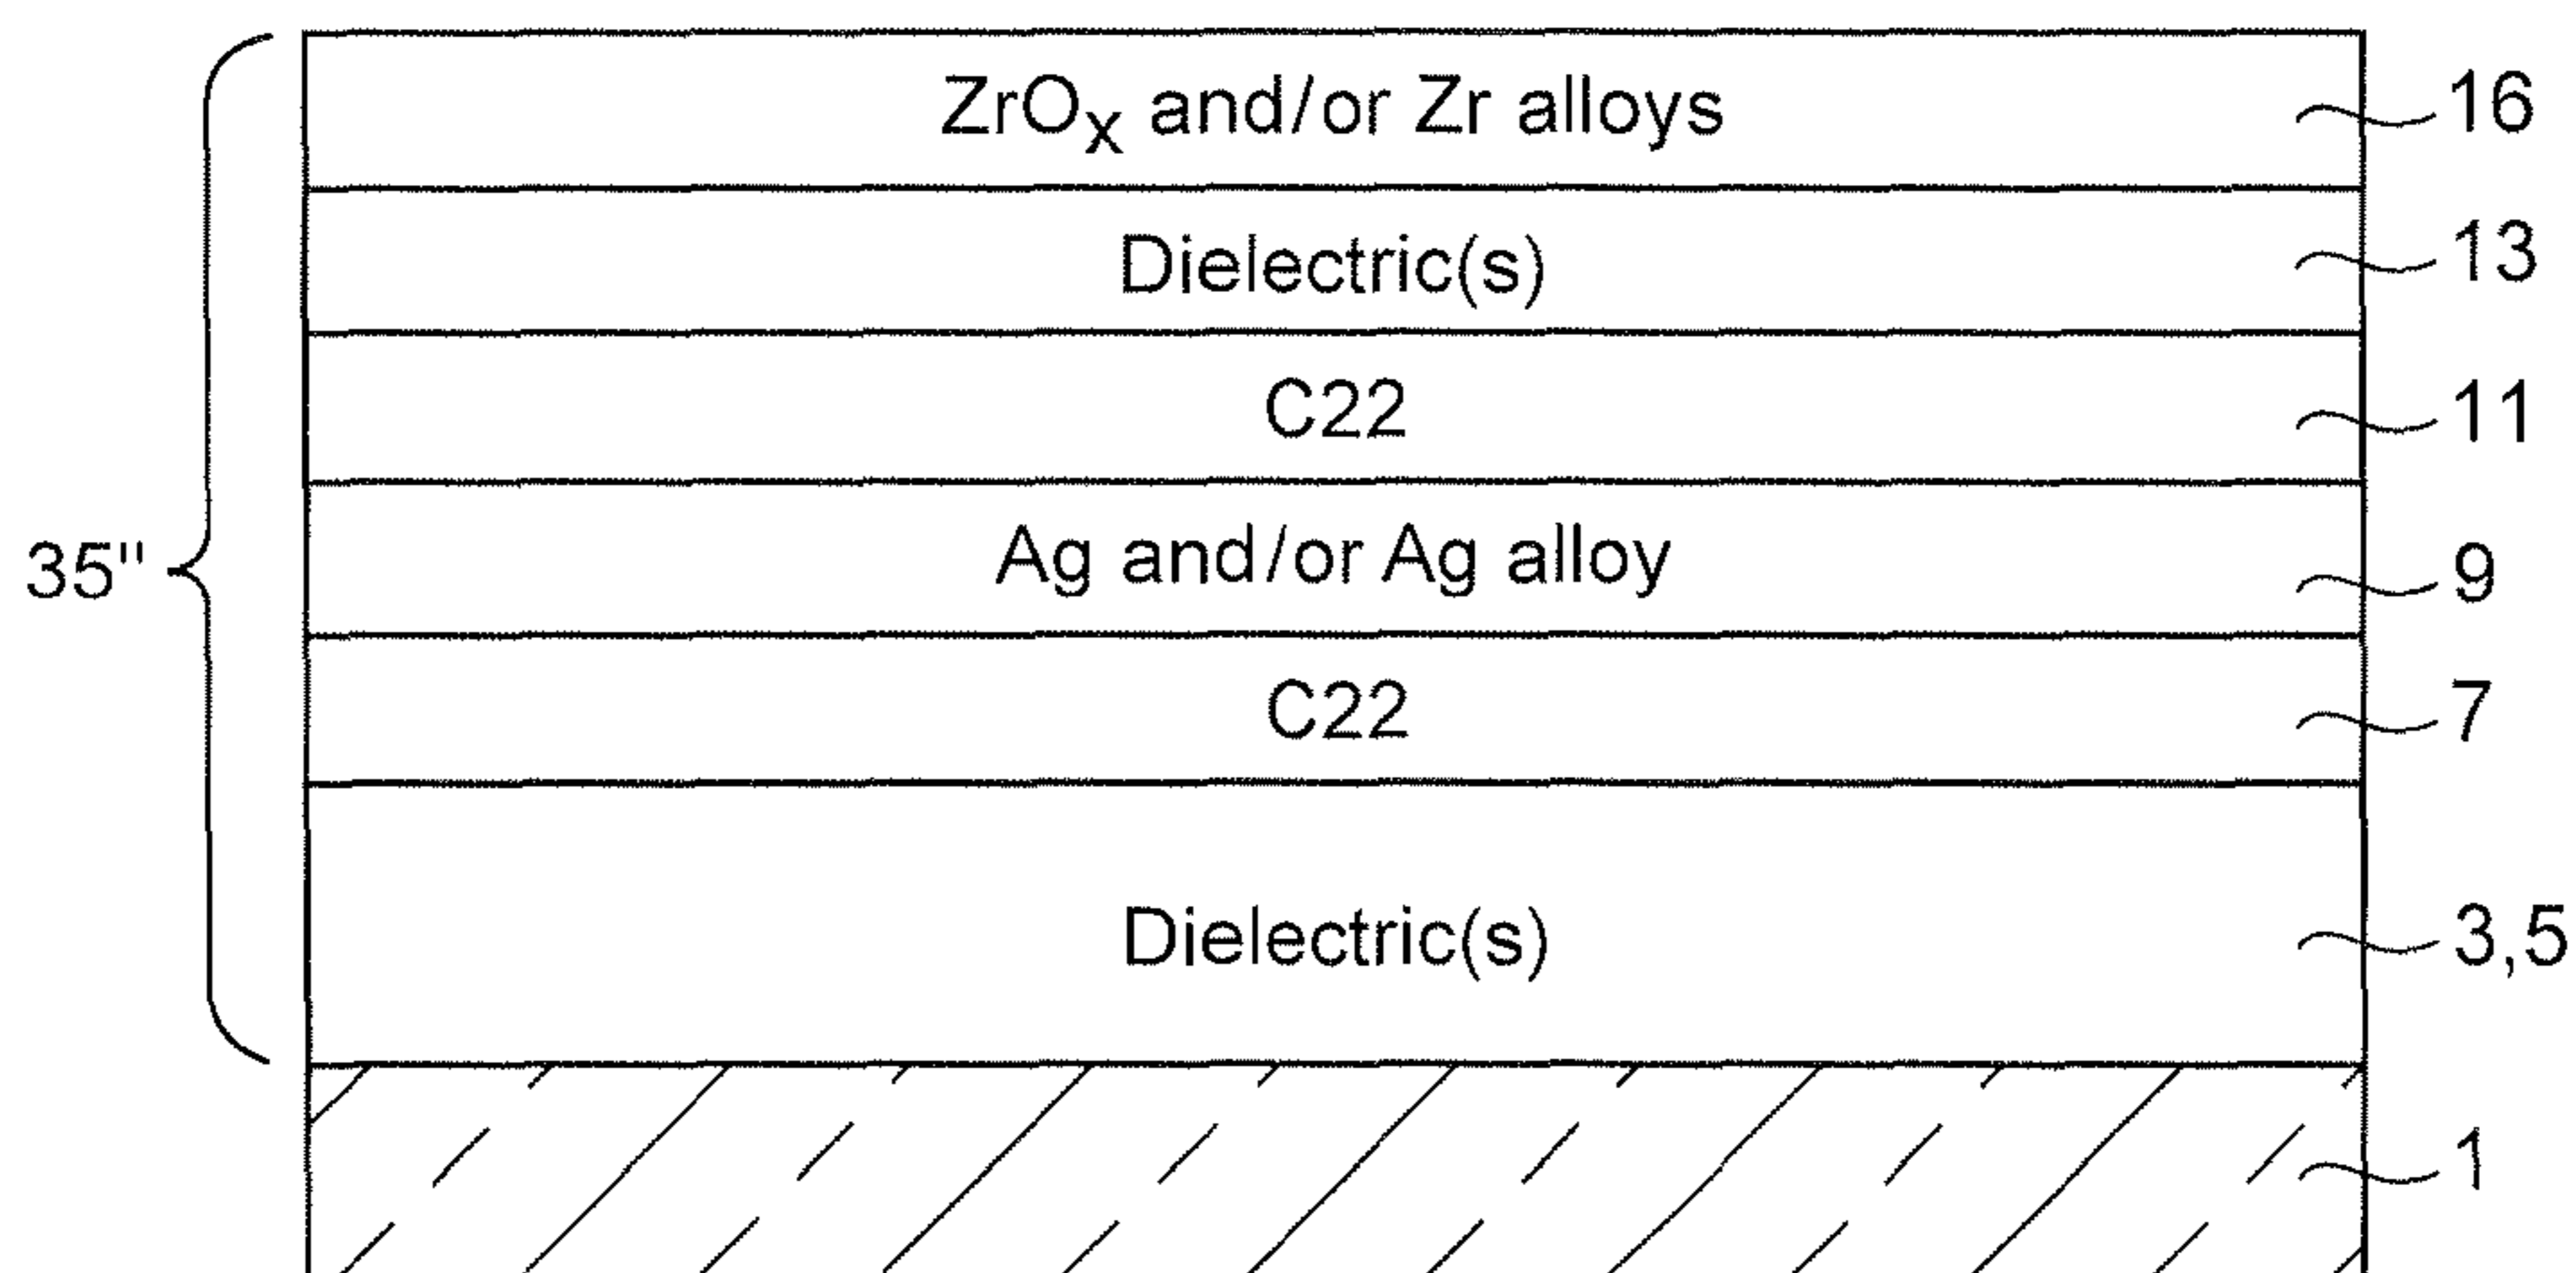 ZrOx and/or Zr alloys 16
Dielectric(s) 13
C22 11
35" Ag and/or Ag alloy 9
C22 7
Dielectric(s) 3,5
1